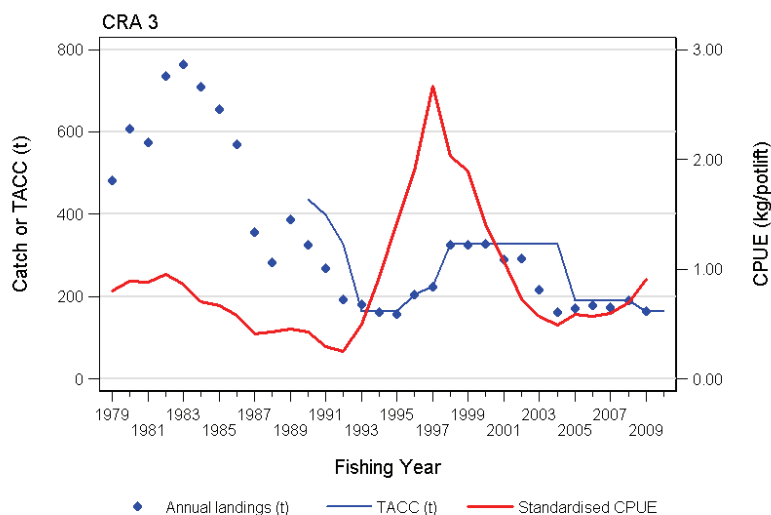 CRA 3
800
600
400
200
0
Catch or TACC (t)
3.00
2.00
1.00
0.00
CPUE (kg/potlift)
1979 1983 1987 1991 1995 1999 2003 2007
1981 1985 1989 1993 1997 2001 2005 2009
Fishing Year
Annual landings (t) TACC (t) Standardised CPUE